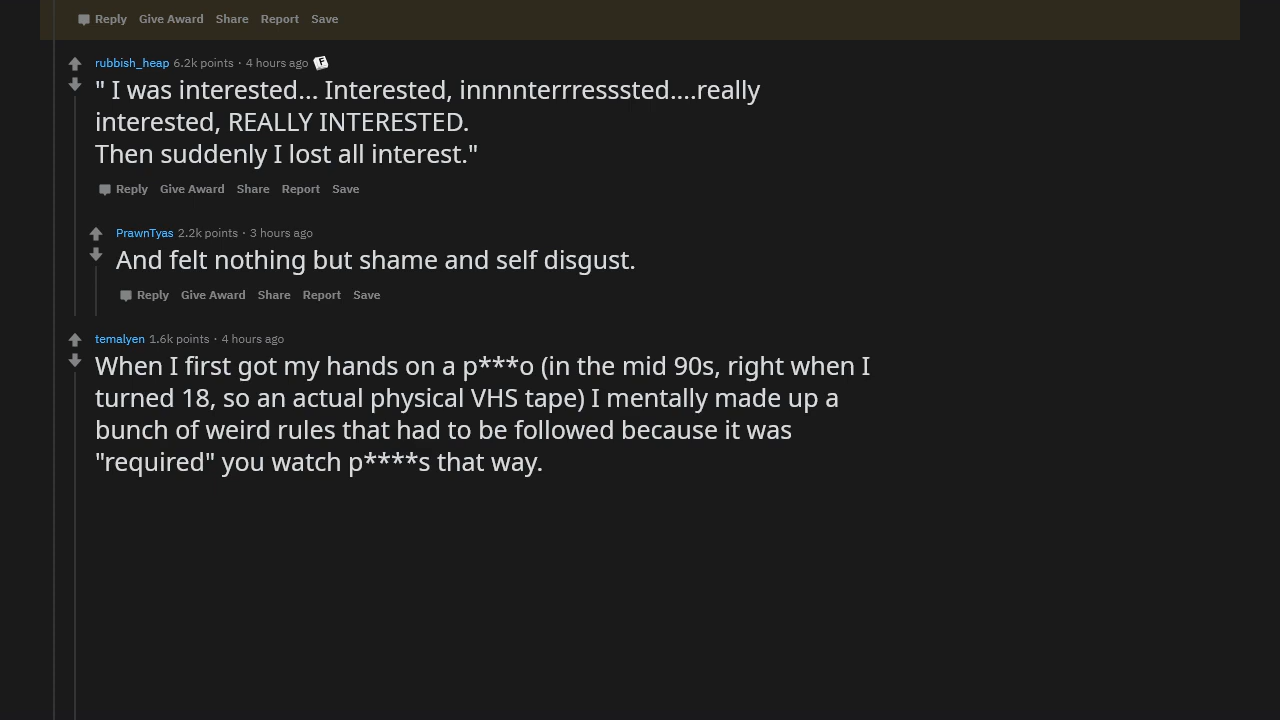 Reply Give Award Share Report Save
rubbish_heap 6.2k points · 4 hours ago F
" I was interested... Interested, innnnterrresssted....really
interested, REALLY INTERESTED.
Then suddenly I lost all interest."
Reply Give Award Share Report Save
PrawnTyas 2.2k points · 3 hours ago
And felt nothing but shame and self disgust.
Reply Give Award Share Report Save
temalyen 1.6k points · 4 hours ago
When I first got my hands on a p***o (in the mid 90s, right when I
turned 18, so an actual physical VHS tape) I mentally made up a
bunch of weird rules that had to be followed because it was
"required" you watch p****s that way.